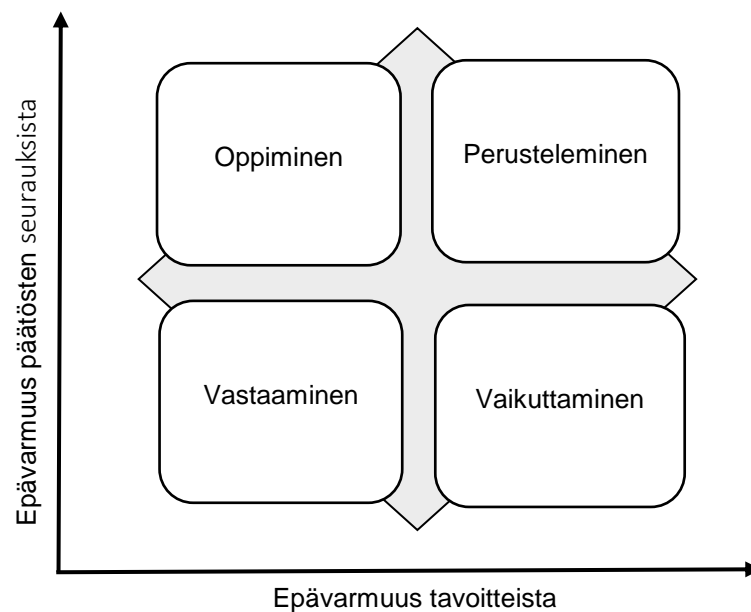 Epävarmuus päätösten seurauksista
Oppiminen
Perusteleminen
Vastaaminen
Vaikuttaminen
Epävarmuus tavoitteista